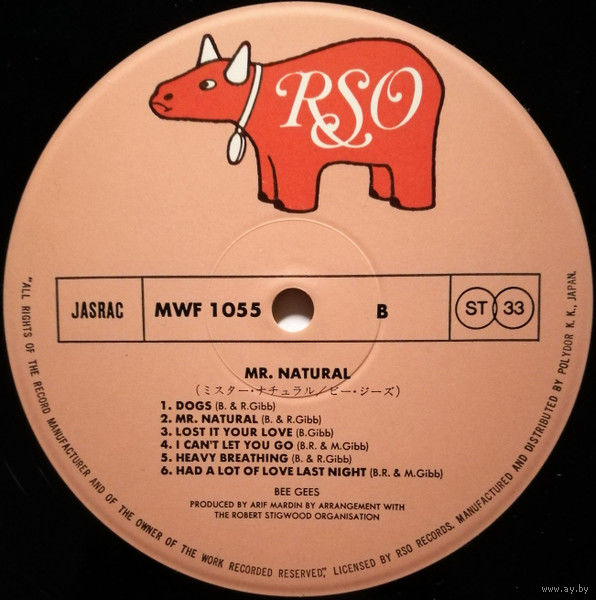 RSO
JASRAC
MWF 1055
B
ST 33
MR. NATURAL
(ミスター・ナチュラル/ビー・ジーズ)
1. DOGS (B. & R.Gibb)
2. MR. NATURAL (B. & R.Gibb)
3. LOST IT YOUR LOVE (B.Gibb)
4. I CAN'T LET YOU GO (B.R. & M.Gibb)
5. HEAVY BREATHING (B. & R.Gibb)
6. HAD A LOT OF LOVE LAST NIGHT (B.R. & M.Gibb)
BEE GEES
PRODUCED BY ARIF MARDIN BY ARRANGEMENT WITH
THE ROBERT STIGWOOD ORGANISATION
"ALL RIGHTS OF THE RECORD MANUFACTURER AND OF THE OWNER OF THE WORK RECORDED RESERVED," LICENSED BY RSO RECORDS. MANUFACTURED AND DISTRIBUTED BY POLYDOR K. K., JAPAN.
www.ay.by